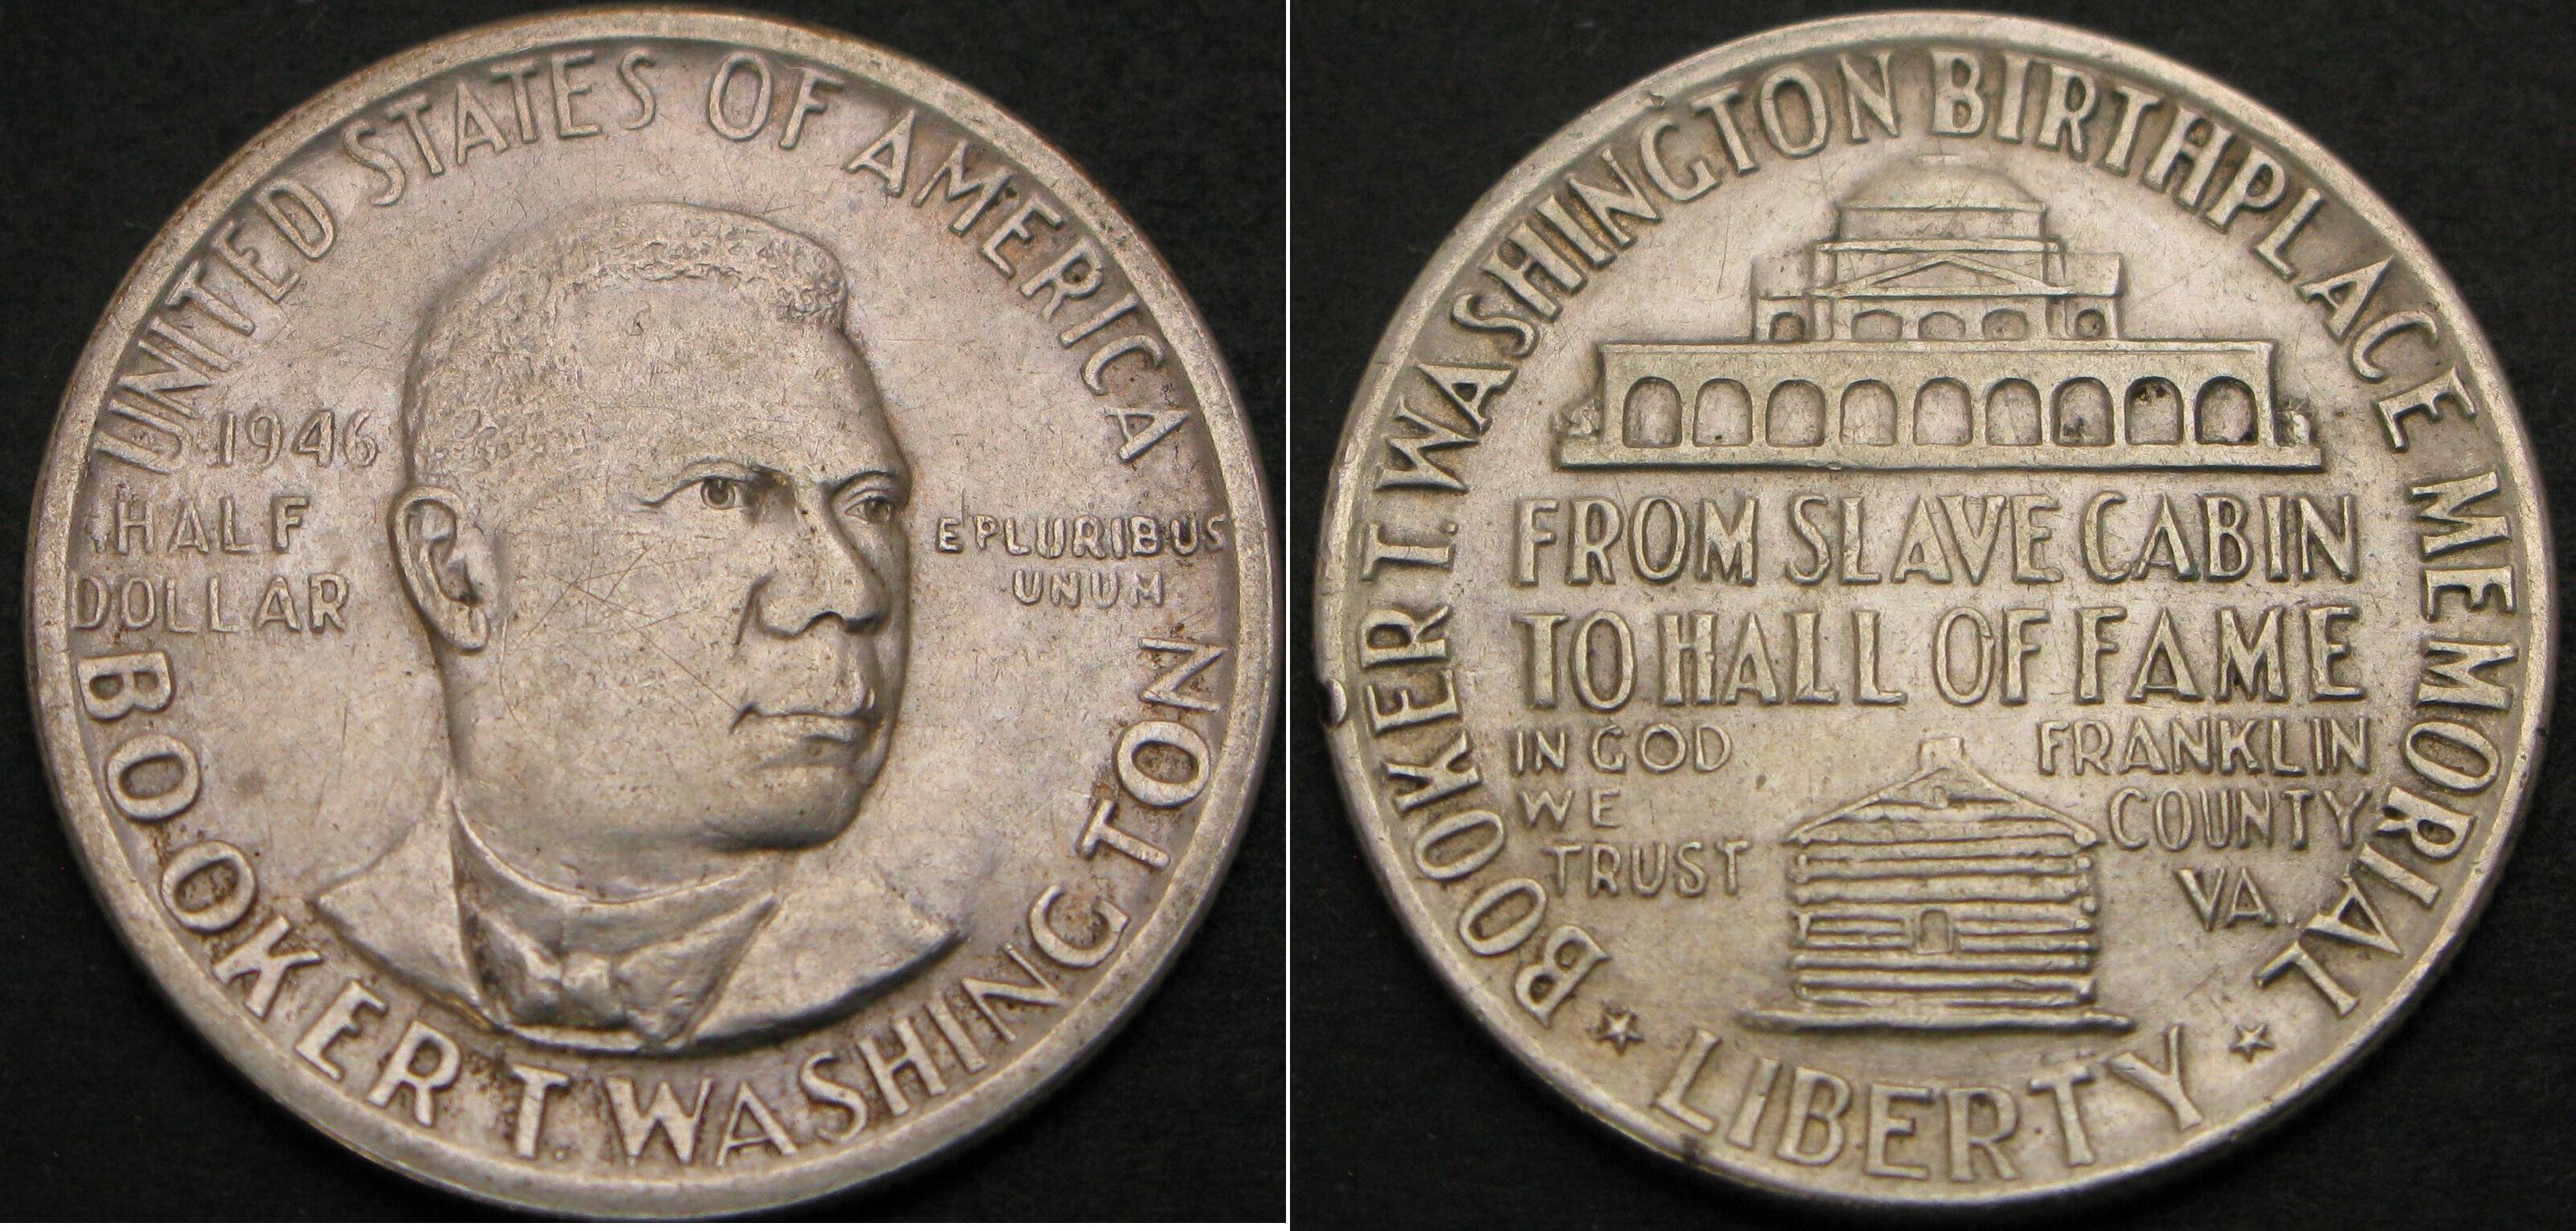 UNITED STATES OF AMERICA
1946
HALF
DOLLAR
E PLURIBUS
UNUM
BOOKER T. WASHINGTON
BOOKER T. WASHINGTON BIRTHPLACE MEMORIAL
FROM SLAVE CABIN
TO HALL OF FAME
IN GOD
WE
TRUST
FRANKLIN
COUNTY
VA.
LIBERTY